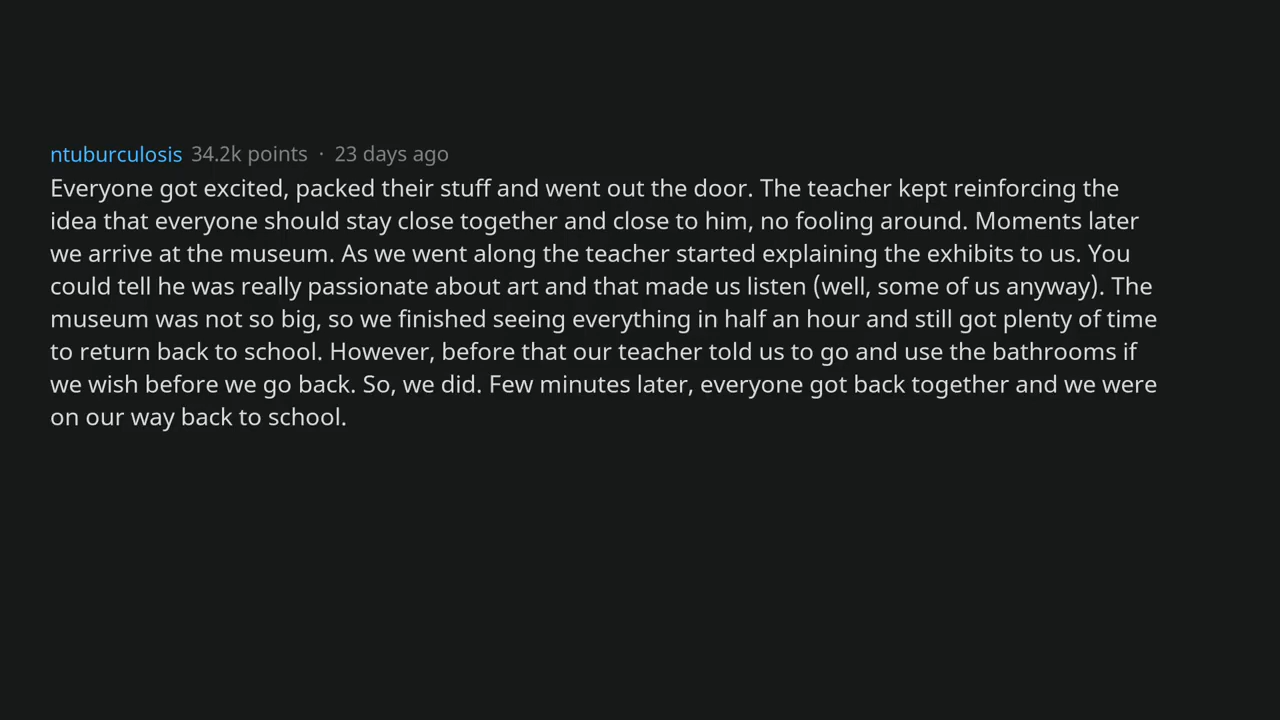 ntuburculosis 34.2k points · 23 days ago
Everyone got excited, packed their stuff and went out the door. The teacher kept reinforcing the
idea that everyone should stay close together and close to him, no fooling around. Moments later
we arrive at the museum. As we went along the teacher started explaining the exhibits to us. You
could tell he was really passionate about art and that made us listen (well, some of us anyway). The
museum was not so big, so we finished seeing everything in half an hour and still got plenty of time
to return back to school. However, before that our teacher told us to go and use the bathrooms if
we wish before we go back. So, we did. Few minutes later, everyone got back together and we were
on our way back to school.